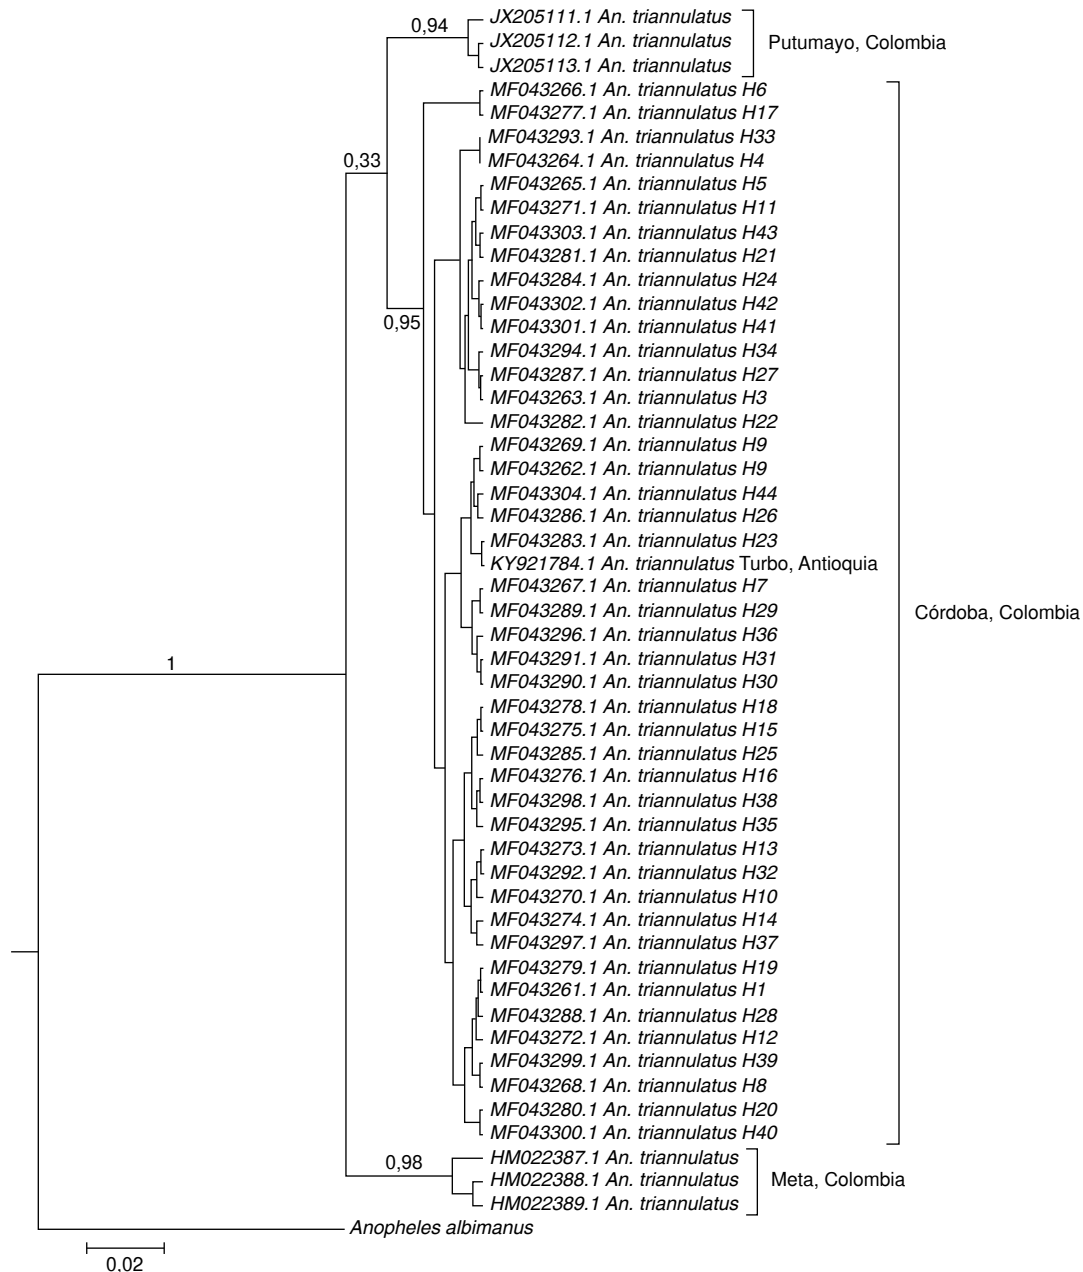 0,94
JX205111.1 An. triannulatus
JX205112.1 An. triannulatus
JX205113.1 An. triannulatus
Putumayo, Colombia
MF043266.1 An. triannulatus H6
MF043277.1 An. triannulatus H17
MF043293.1 An. triannulatus H33
0,33
MF043264.1 An. triannulatus H4
MF043265.1 An. triannulatus H5
MF043271.1 An. triannulatus H11
MF043303.1 An. triannulatus H43
MF043281.1 An. triannulatus H21
MF043284.1 An. triannulatus H24
MF043302.1 An. triannulatus H42
0,95
MF043301.1 An. triannulatus H41
MF043294.1 An. triannulatus H34
MF043287.1 An. triannulatus H27
MF043263.1 An. triannulatus H3
MF043282.1 An. triannulatus H22
MF043269.1 An. triannulatus H9
MF043262.1 An. triannulatus H9
MF043304.1 An. triannulatus H44
MF043286.1 An. triannulatus H26
MF043283.1 An. triannulatus H23
KY921784.1 An. triannulatus Turbo, Antioquia
MF043267.1 An. triannulatus H7
MF043289.1 An. triannulatus H29
Córdoba, Colombia
MF043296.1 An. triannulatus H36
1
MF043291.1 An. triannulatus H31
MF043290.1 An. triannulatus H30
MF043278.1 An. triannulatus H18
MF043275.1 An. triannulatus H15
MF043285.1 An. triannulatus H25
MF043276.1 An. triannulatus H16
MF043298.1 An. triannulatus H38
MF043295.1 An. triannulatus H35
MF043273.1 An. triannulatus H13
MF043292.1 An. triannulatus H32
MF043270.1 An. triannulatus H10
MF043274.1 An. triannulatus H14
MF043297.1 An. triannulatus H37
MF043279.1 An. triannulatus H19
MF043261.1 An. triannulatus H1
MF043288.1 An. triannulatus H28
MF043272.1 An. triannulatus H12
MF043299.1 An. triannulatus H39
MF043268.1 An. triannulatus H8
MF043280.1 An. triannulatus H20
MF043300.1 An. triannulatus H40
0,98
HM022387.1 An. triannulatus
HM022388.1 An. triannulatus
HM022389.1 An. triannulatus
Meta, Colombia
Anopheles albimanus
0,02